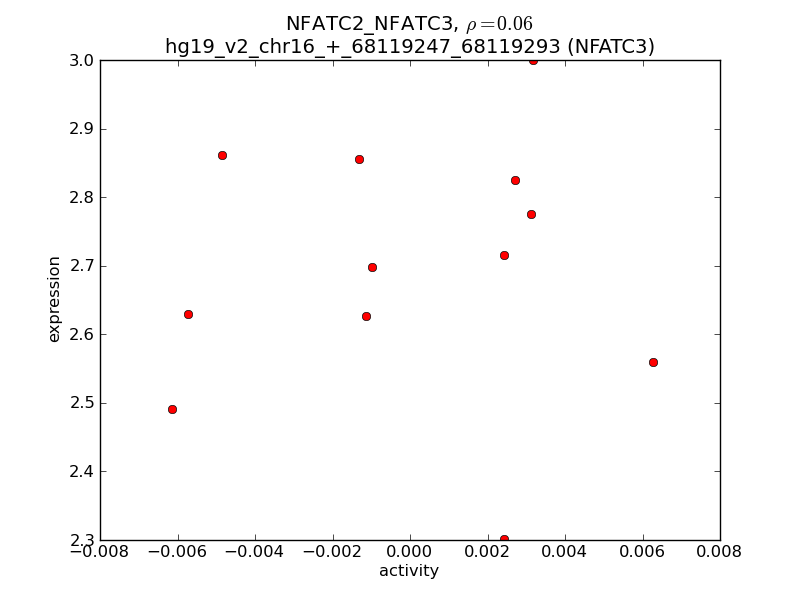 NFATC2_NFATC3, ρ = 0.06
hg19_v2_chr16_+_68119247_68119293 (NFATC3)
3.0
2.9
2.8
2.7
2.6
2.5
2.4
2.3
expression
−0.008 −0.006 −0.004 −0.002 0.000 0.002 0.004 0.006 0.008
activity